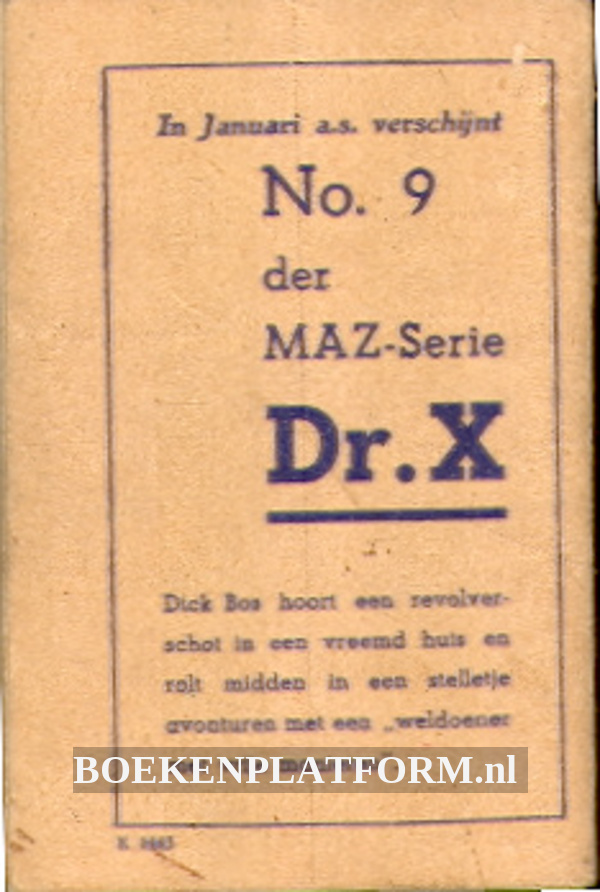 In Januari a.s. verschijnt
No. 9
der
MAZ-Serie
Dr. X
Dick Bos hoort een revolver-
schot in een vreemd huis en
rolt midden in een stelletje
avonturen met een „weldoener
BOEKENPLATFORM.nl
K